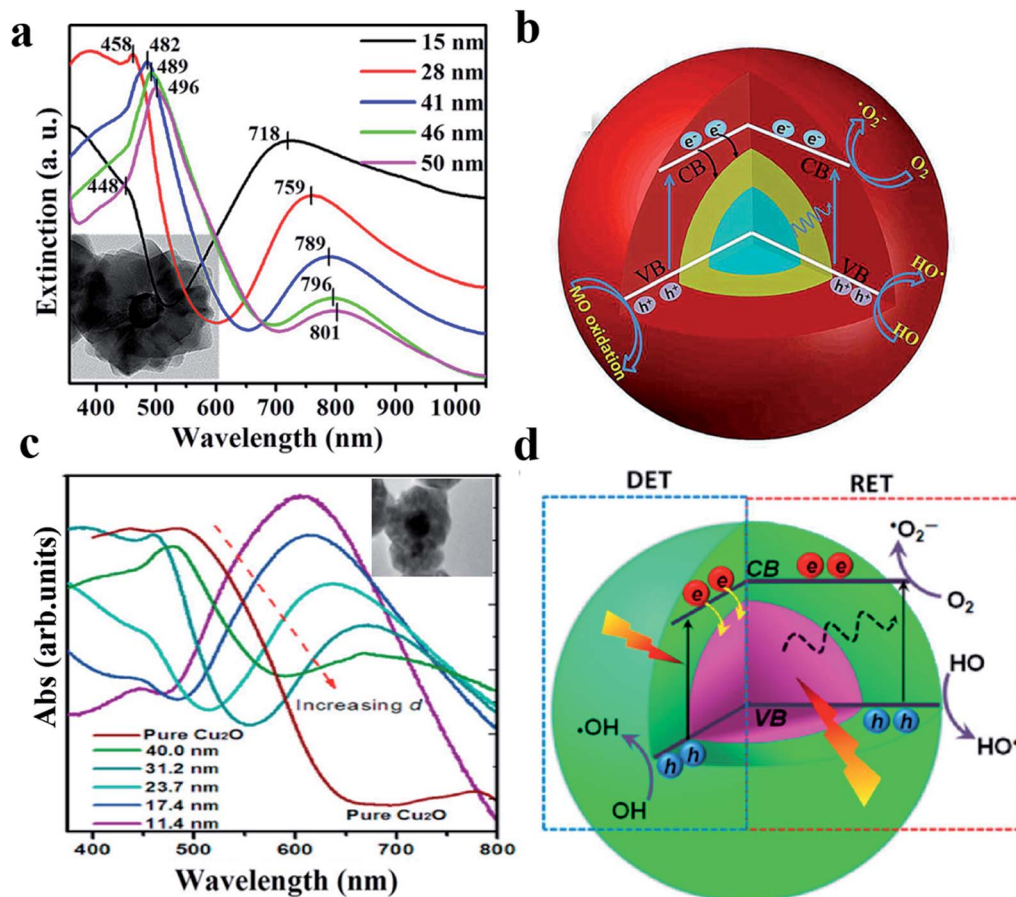 a
458
482
489
496
448
718
759
789
796
801
15 nm
28 nm
41 nm
46 nm
50 nm
Extinction (a. u.)
400 500 600 700 800 900 1000
Wavelength (nm)
b
e⁻ e⁻ e⁻ e⁻
CB CB
·O₂⁻
O₂
VB VB
h⁺ h⁺ h⁺ h⁺
HO·
HO
MO oxidation
c
Abs (arb.units)
Increasing d
Pure Cu₂O
40.0 nm
31.2 nm
23.7 nm
17.4 nm
11.4 nm
Pure Cu₂O
400 500 600 700 800
Wavelength (nm)
d
DET RET
·O₂⁻
CB
e e e e
O₂
HO
VB
·OH
h h h h
HO·
OH